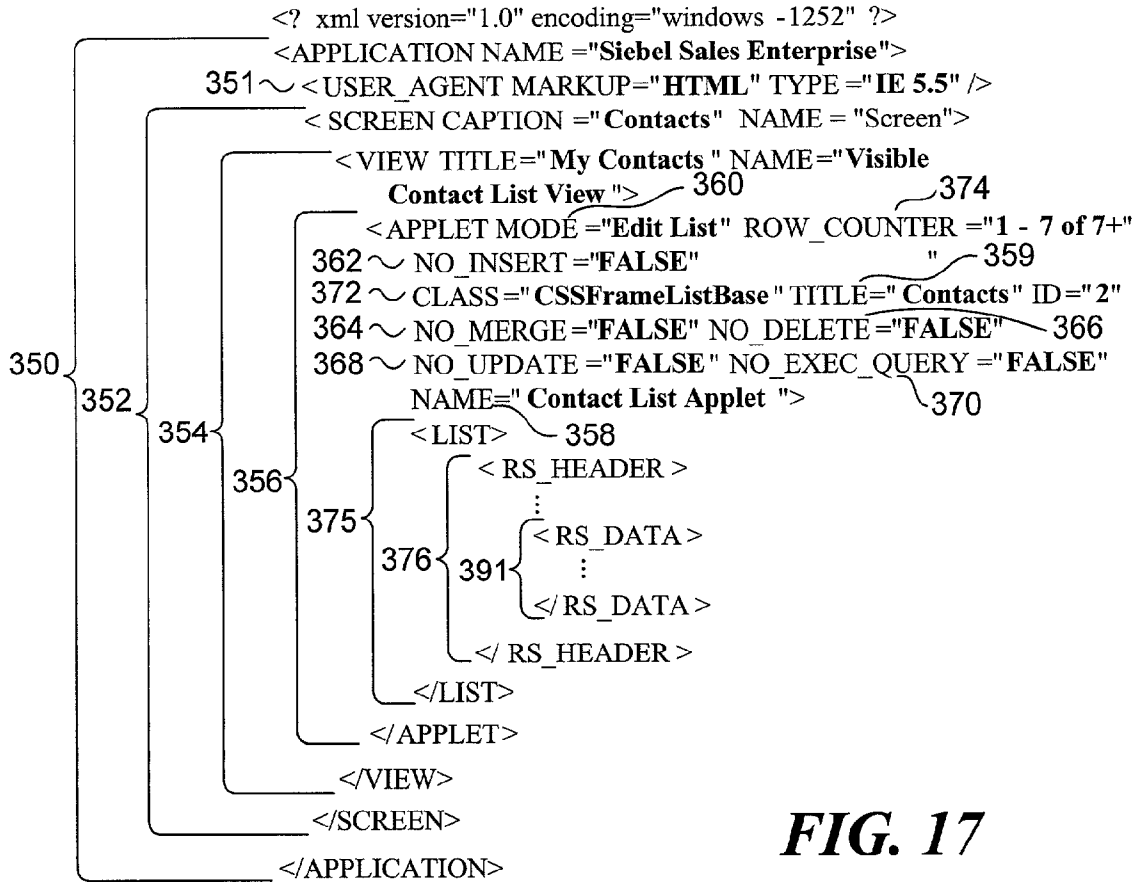 <? xml version="1.0" encoding="windows -1252" ?>
<APPLICATION NAME ="Siebel Sales Enterprise">
351 <USER_AGENT MARKUP="HTML" TYPE ="IE 5.5" />
< SCREEN CAPTION ="Contacts" NAME = "Screen">
<VIEW TITLE="My Contacts " NAME="Visible
Contact List View "> 360 374
<APPLET MODE ="Edit List" ROW_COUNTER ="1 - 7 of 7+"
362 NO_INSERT ="FALSE" " 359
372 CLASS =" CSSFrameListBase " TITLE=" Contacts" ID ="2"
364 NO_MERGE ="FALSE" NO_DELETE ="FALSE" 366
350 368 NO_UPDATE ="FALSE " NO_EXEC_QUERY ="FALSE"
352 NAME=" Contact List Applet "> 370
354 <LIST> 358
356 < RS_HEADER >
375 <RS_DATA >
376 391
</ RS_DATA >
</ RS_HEADER >
</LIST>
</APPLET>
</VIEW>
</SCREEN>
</APPLICATION>
FIG. 17